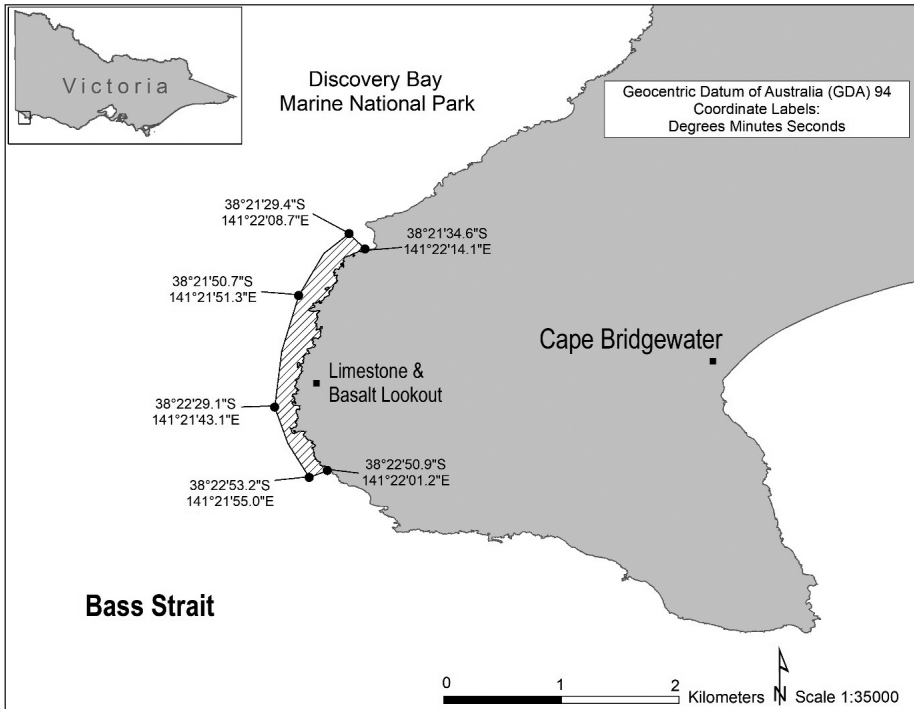 Victoria
Discovery Bay
Marine National Park
Geocentric Datum of Australia (GDA) 94
Coordinate Labels:
Degrees Minutes Seconds
38°21'29.4"S
141°22'08.7"E
38°21'34.6"S
141°22'14.1"E
38°21'50.7"S
141°21'51.3"E
Cape Bridgewater
Limestone &
Basalt Lookout
38°22'29.1"S
141°21'43.1"E
38°22'50.9"S
141°22'01.2"E
38°22'53.2"S
141°21'55.0"E
Bass Strait
0 1 2
Kilometers N Scale 1:35000